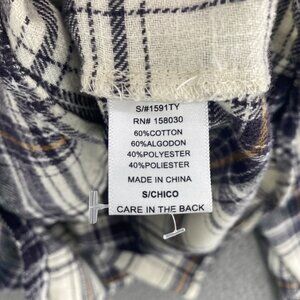 S/#1591TY
RN# 158030
60%COTTON
60%ALGODON
40%POLYESTER
40%POLIESTER
MADE IN CHINA
S/CHICO
CARE IN THE BACK